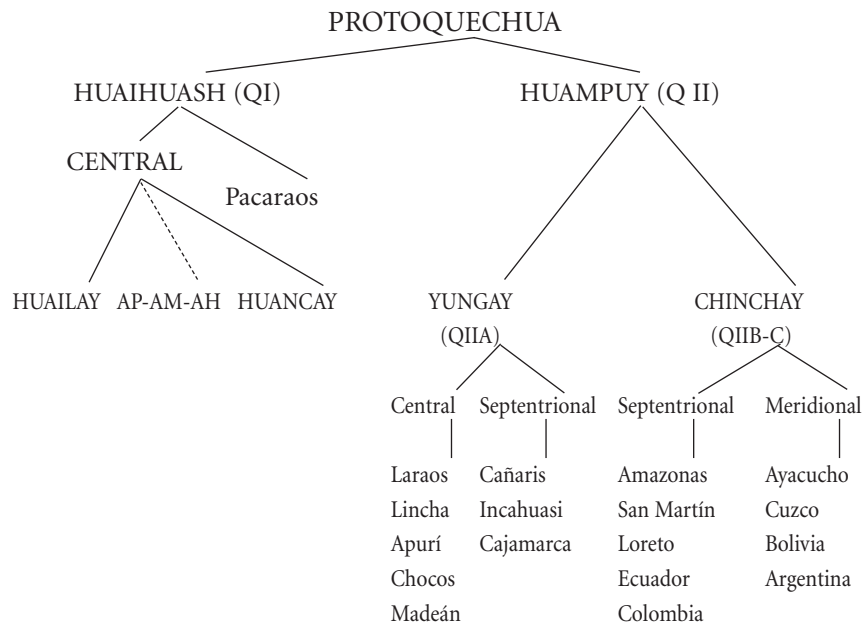 PROTOQUECHUA
HUAIHUASH (QI) HUAMPUY (Q II)
CENTRAL
Pacaraos
HUAILAY AP-AM-AH HUANCAY YUNGAY CHINCHAY
(QIIA) (QIIB-C)
Central Septentrional Septentrional Meridional
Laraos Cañaris Amazonas Ayacucho
Lincha Incahuasi San Martín Cuzco
Apurí Cajamarca Loreto Bolivia
Chocos Ecuador Argentina
Madeán Colombia